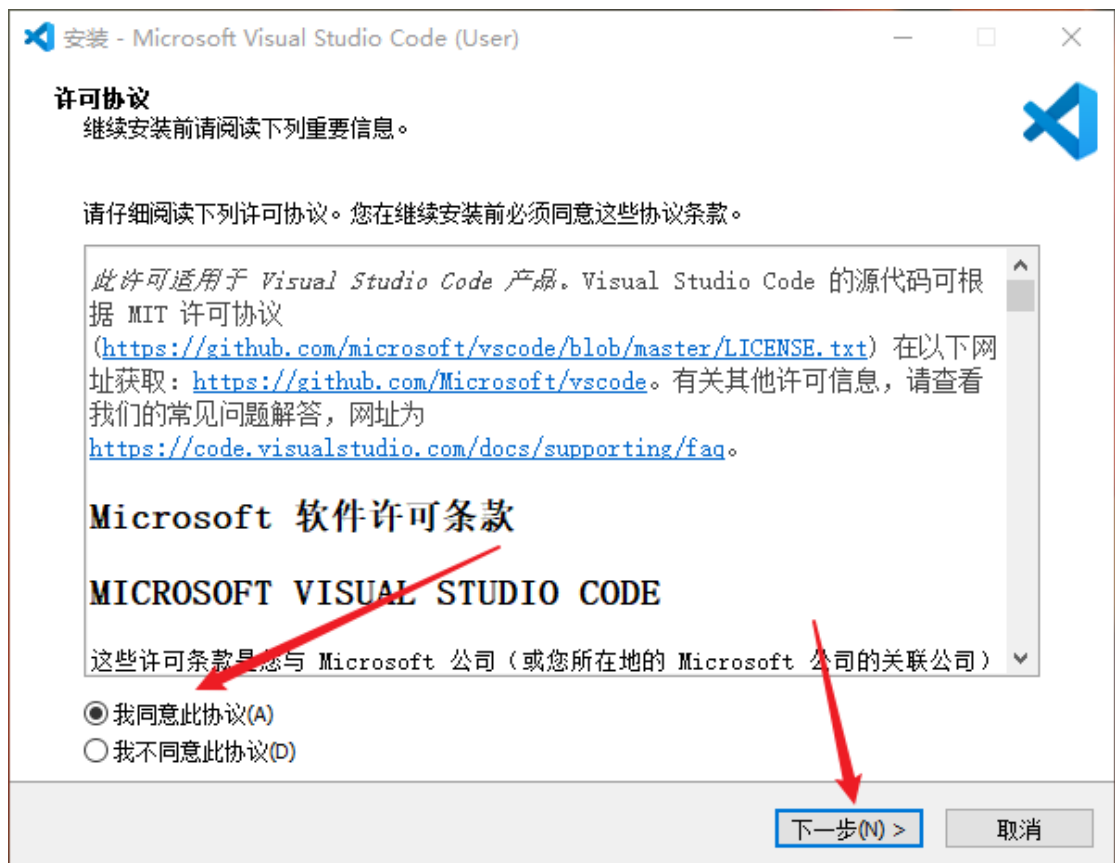 安装 - Microsoft Visual Studio Code (User)
许可协议
继续安装前请阅读下列重要信息。
请仔细阅读下列许可协议。您在继续安装前必须同意这些协议条款。
此许可适用于 Visual Studio Code 产品。Visual Studio Code 的源代码可根
据 MIT 许可协议
(https://github.com/microsoft/vscode/blob/master/LICENSE.txt) 在以下网
址获取：https://github.com/Microsoft/vscode。有关其他许可信息，请查看
我们的常见问题解答，网址为
https://code.visualstudio.com/docs/supporting/faq。
Microsoft 软件许可条款
MICROSOFT VISUAL STUDIO CODE
这些许可条款是您与 Microsoft 公司（或您所在地的 Microsoft 公司的关联公司）
我同意此协议(A)
我不同意此协议(D)
下一步(N) >
取消